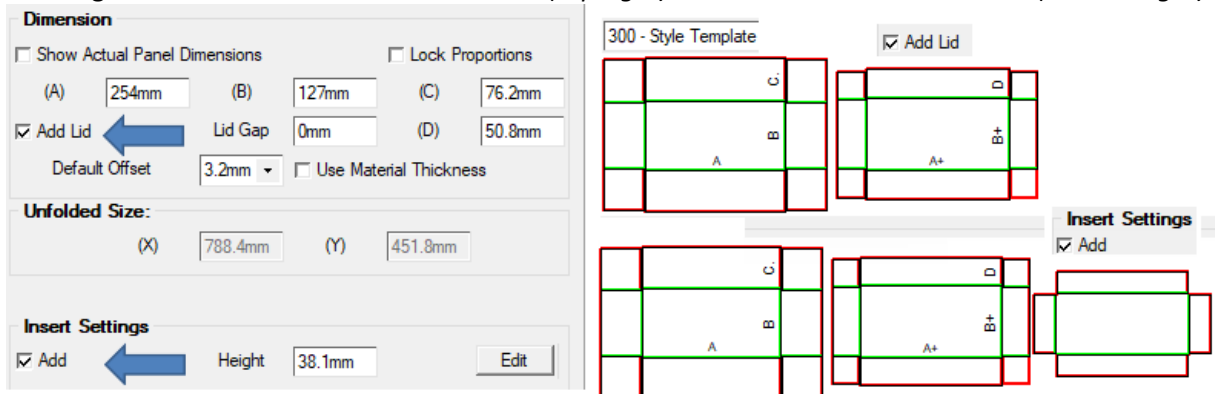 Dimension
Show Actual Panel Dimensions Lock Proportions
(A) 254mm (B) 127mm (C) 76.2mm
Add Lid Lid Gap 0mm (D) 50.8mm
Default Offset 3.2mm Use Material Thickness
Unfolded Size:
(X) 788.4mm (Y) 451.8mm
Insert Settings
Add Height 38.1mm Edit
300 - Style Template
Add Lid
C.
B
A
D
B+
A+
Insert Settings
Add
C.
B
A
D
B+
A+